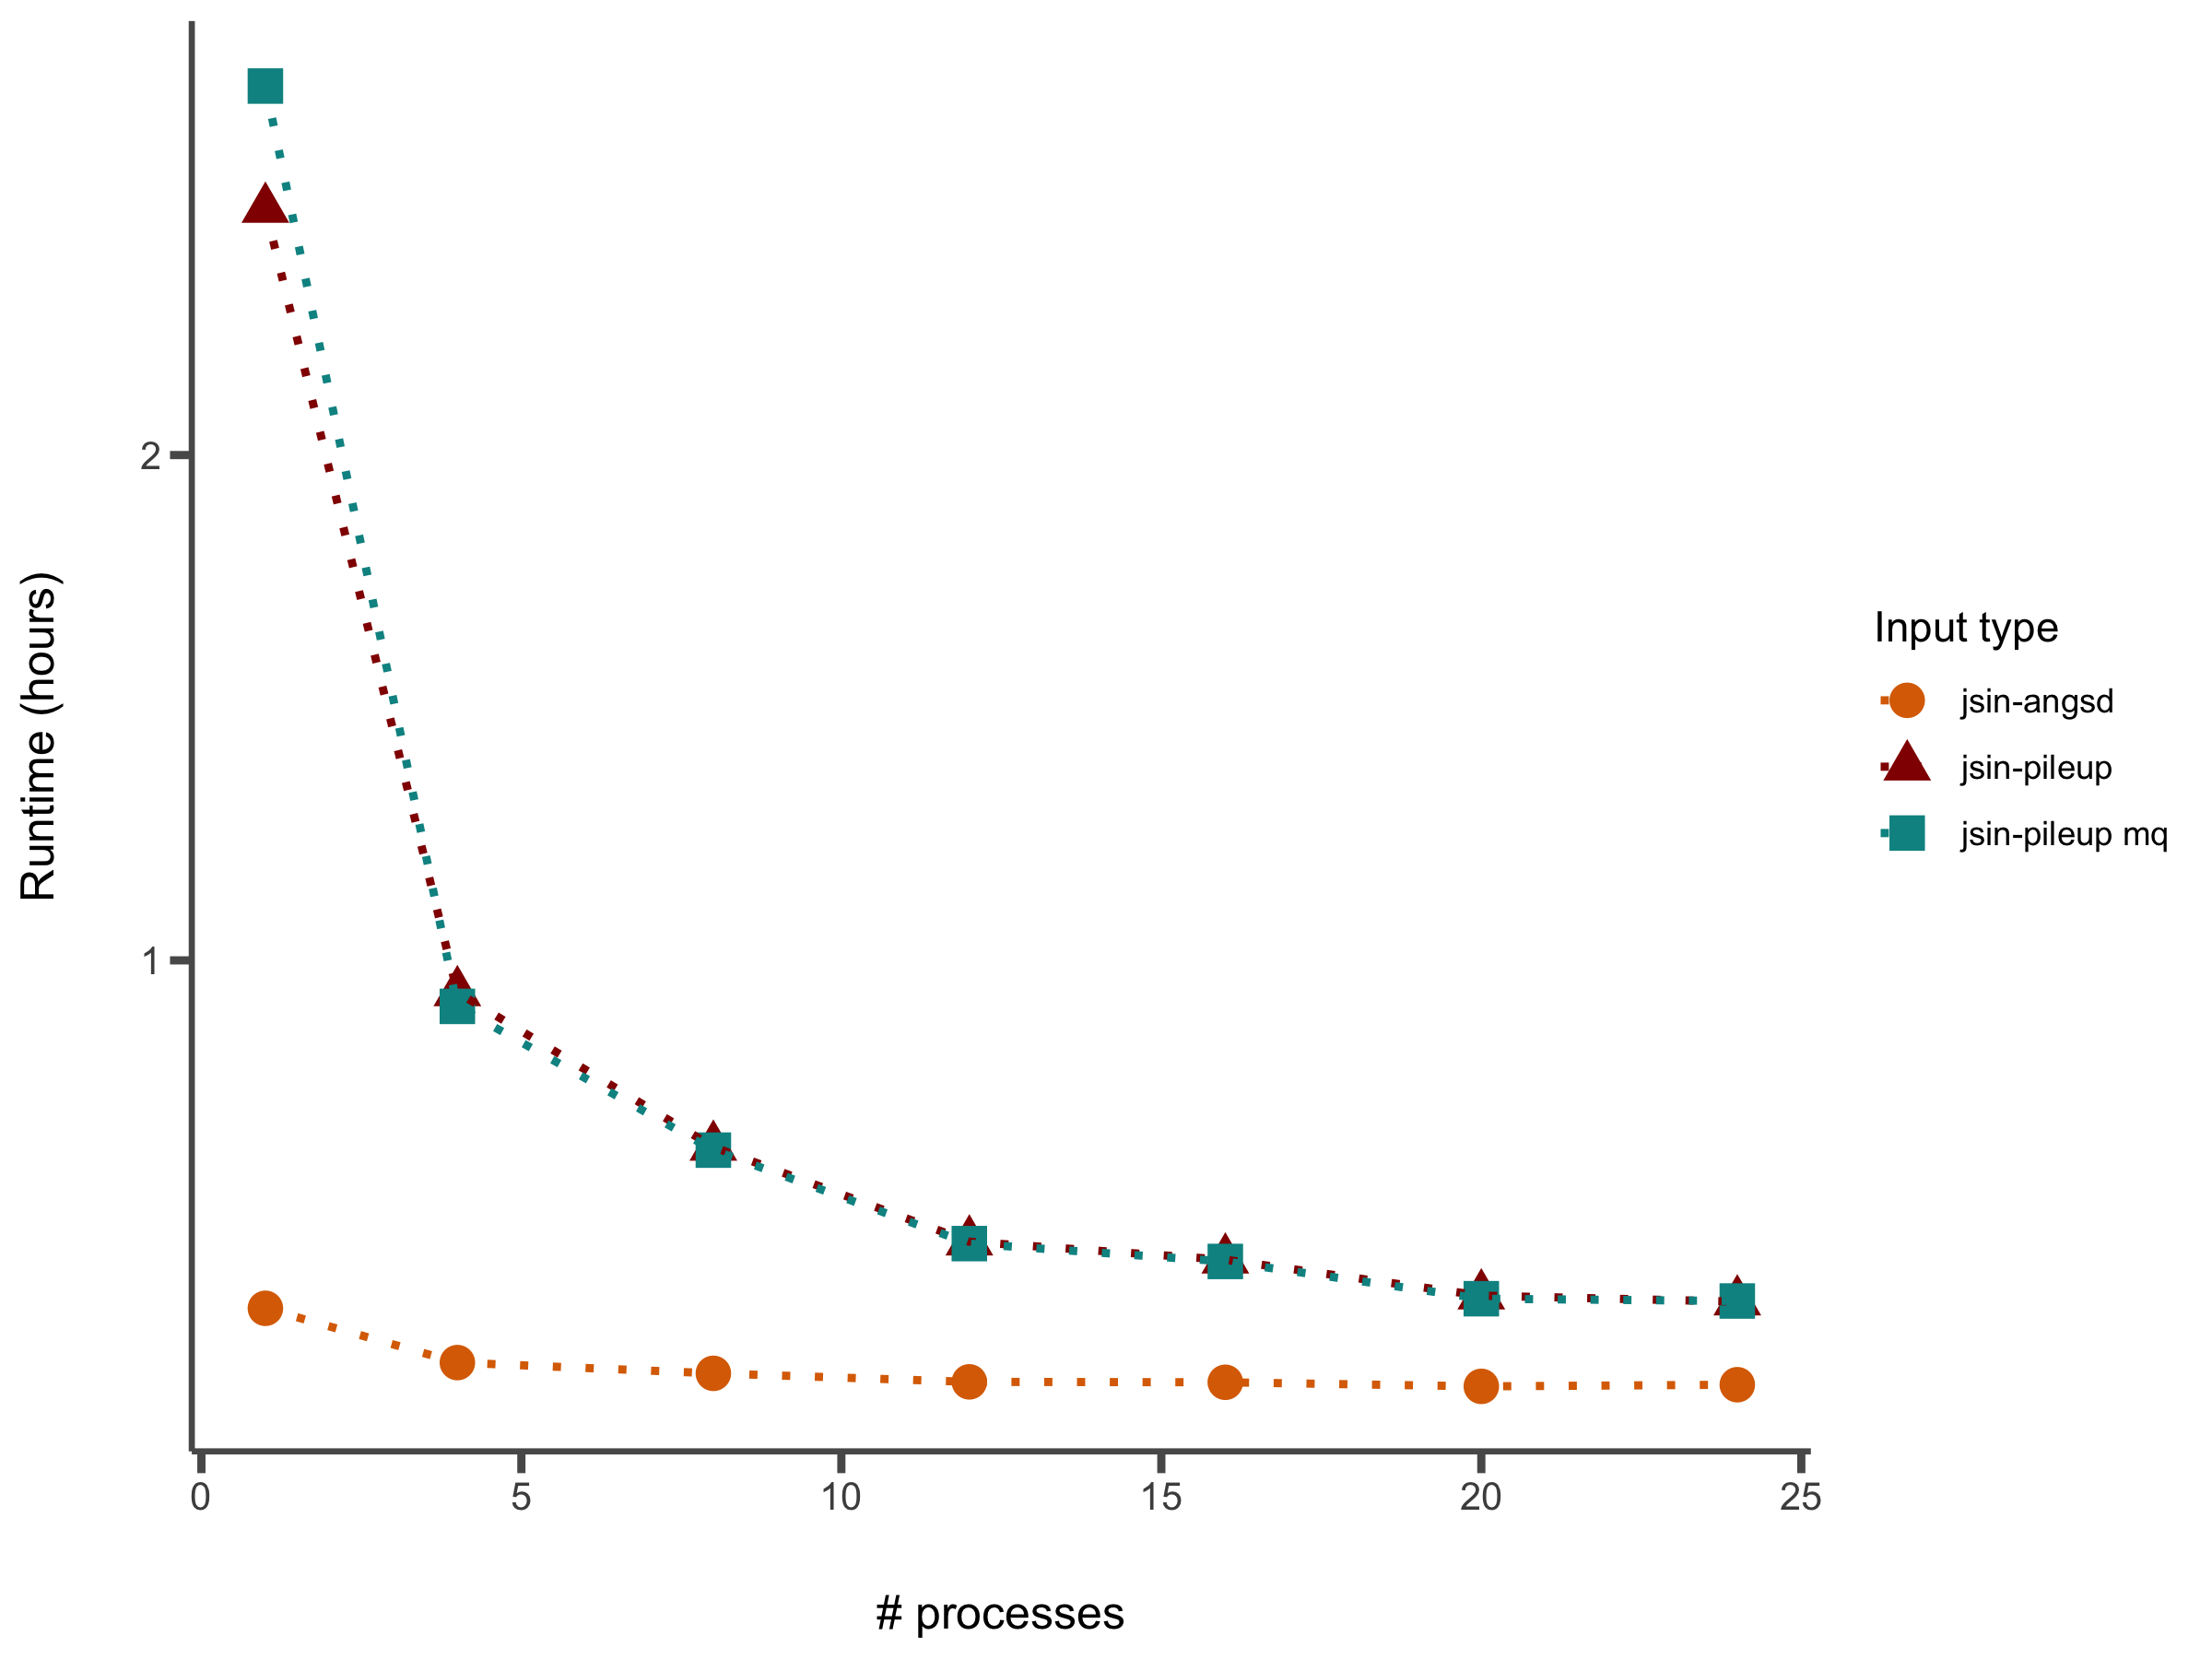 Runtime (hours)
2
1
0 5 10 15 20 25
# processes
Input type
jsin-angsd
jsin-pileup
jsin-pileup mq